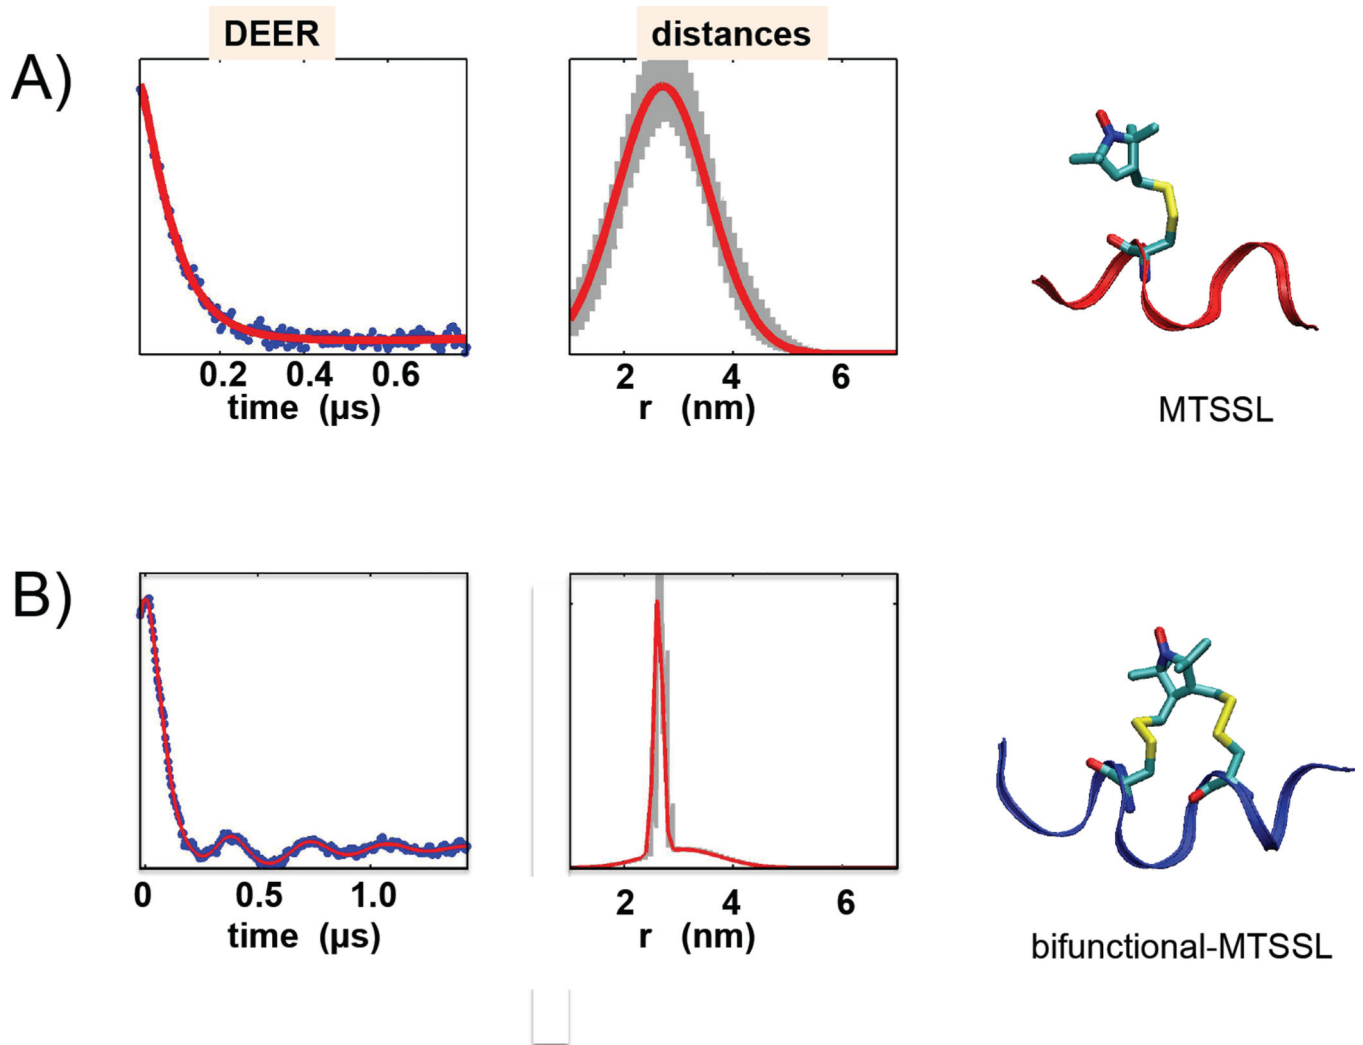 DEER
distances
A)
0.2 0.4 0.6
time (µs)
2 4 6
r (nm)
MTSSL
B)
0 0.5 1.0
time (µs)
2 4 6
r (nm)
bifunctional-MTSSL